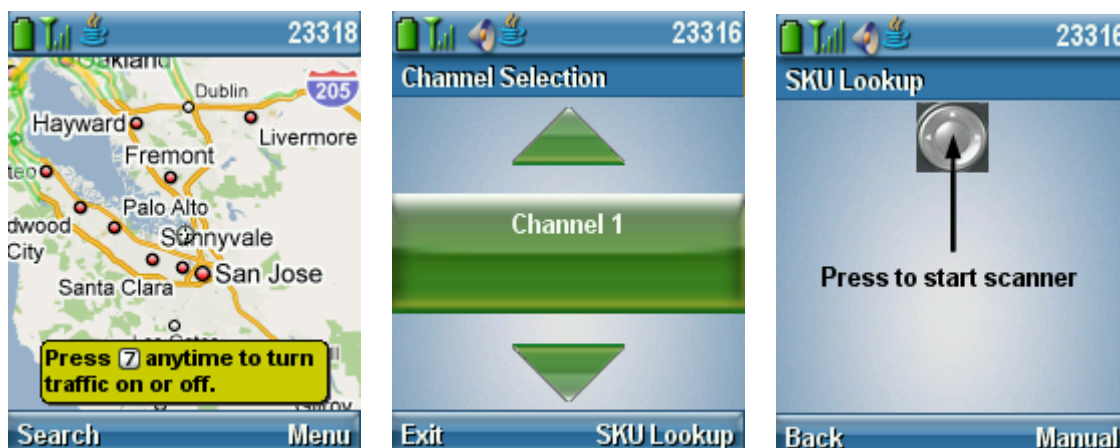 23318
Oakland
Dublin
205
Hayward
Livermore
Fremont
Palo Alto
Sunnyvale
City
San Jose
Santa Clara
Press 7 anytime to turn
traffic on or off.
Search
Menu
23316
Channel Selection
Channel 1
Exit
SKU Lookup
23316
SKU Lookup
Press to start scanner
Back
Manual